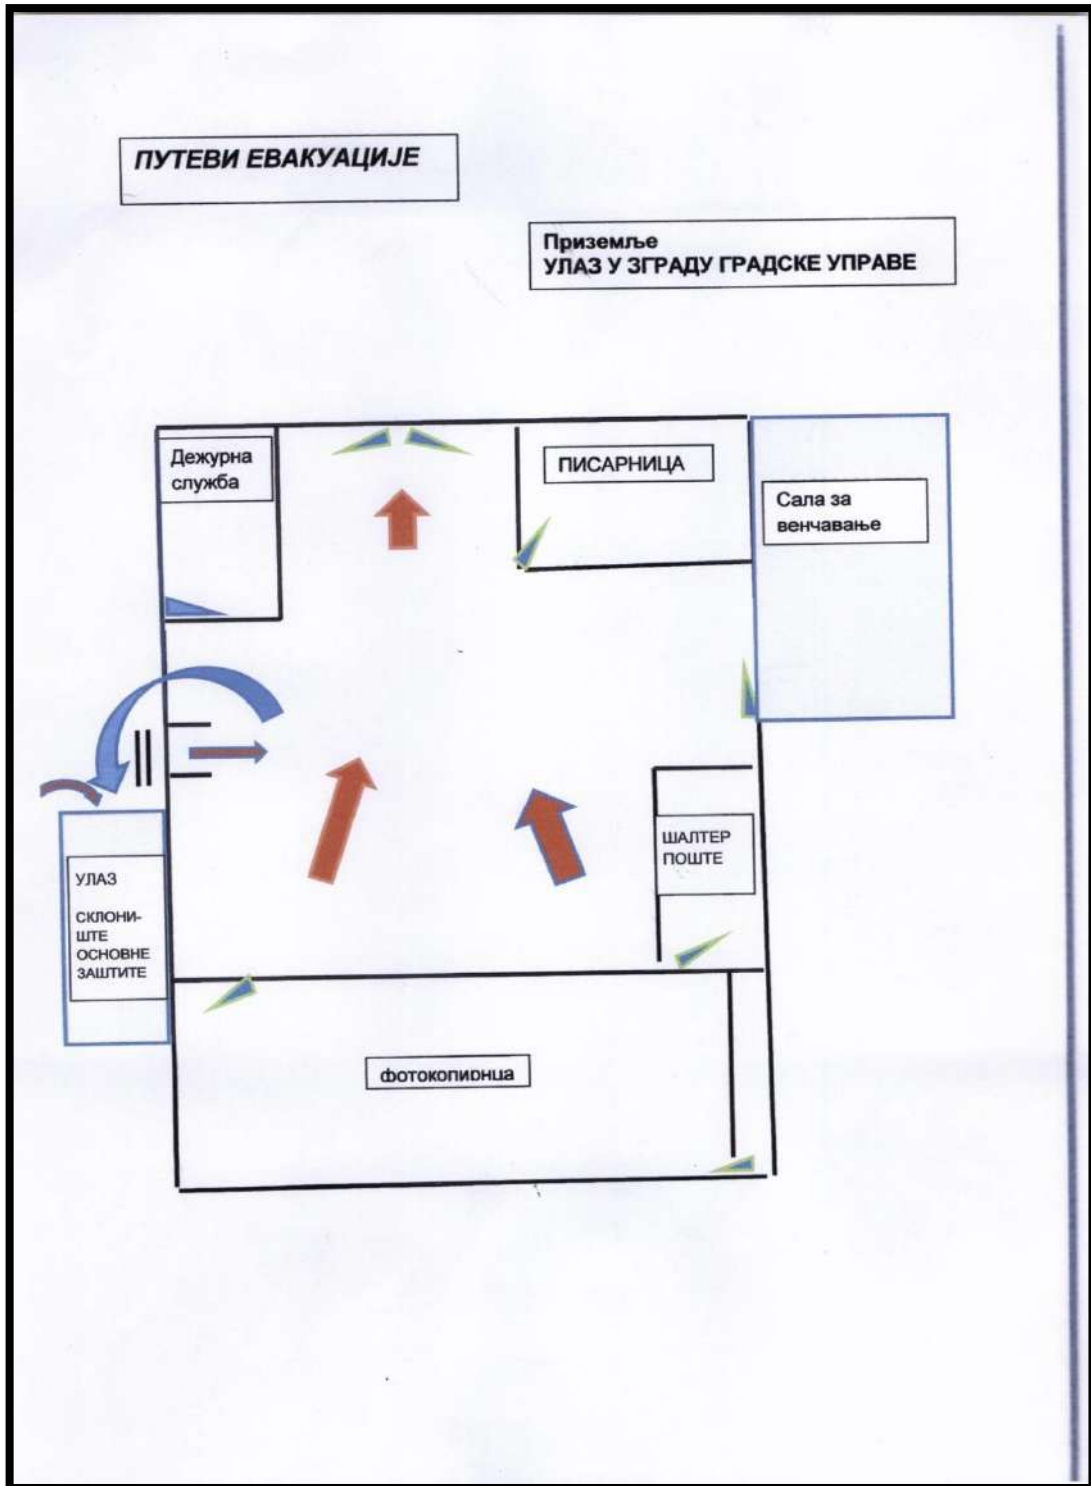 ПУТЕВИ ЕВАКУАЦИЈЕ
Приземље
УЛАЗ У ЗГРАДУ ГРАДСКЕ УПРАВЕ
Дежурна
служба
ПИСАРНИЦА
Сала за
венчавање
ШАЛТЕР
ПОШТЕ
УЛАЗ
СКЛОНИ-
ШТЕ
ОСНОВНЕ
ЗАШТИТЕ
фотокопирнца